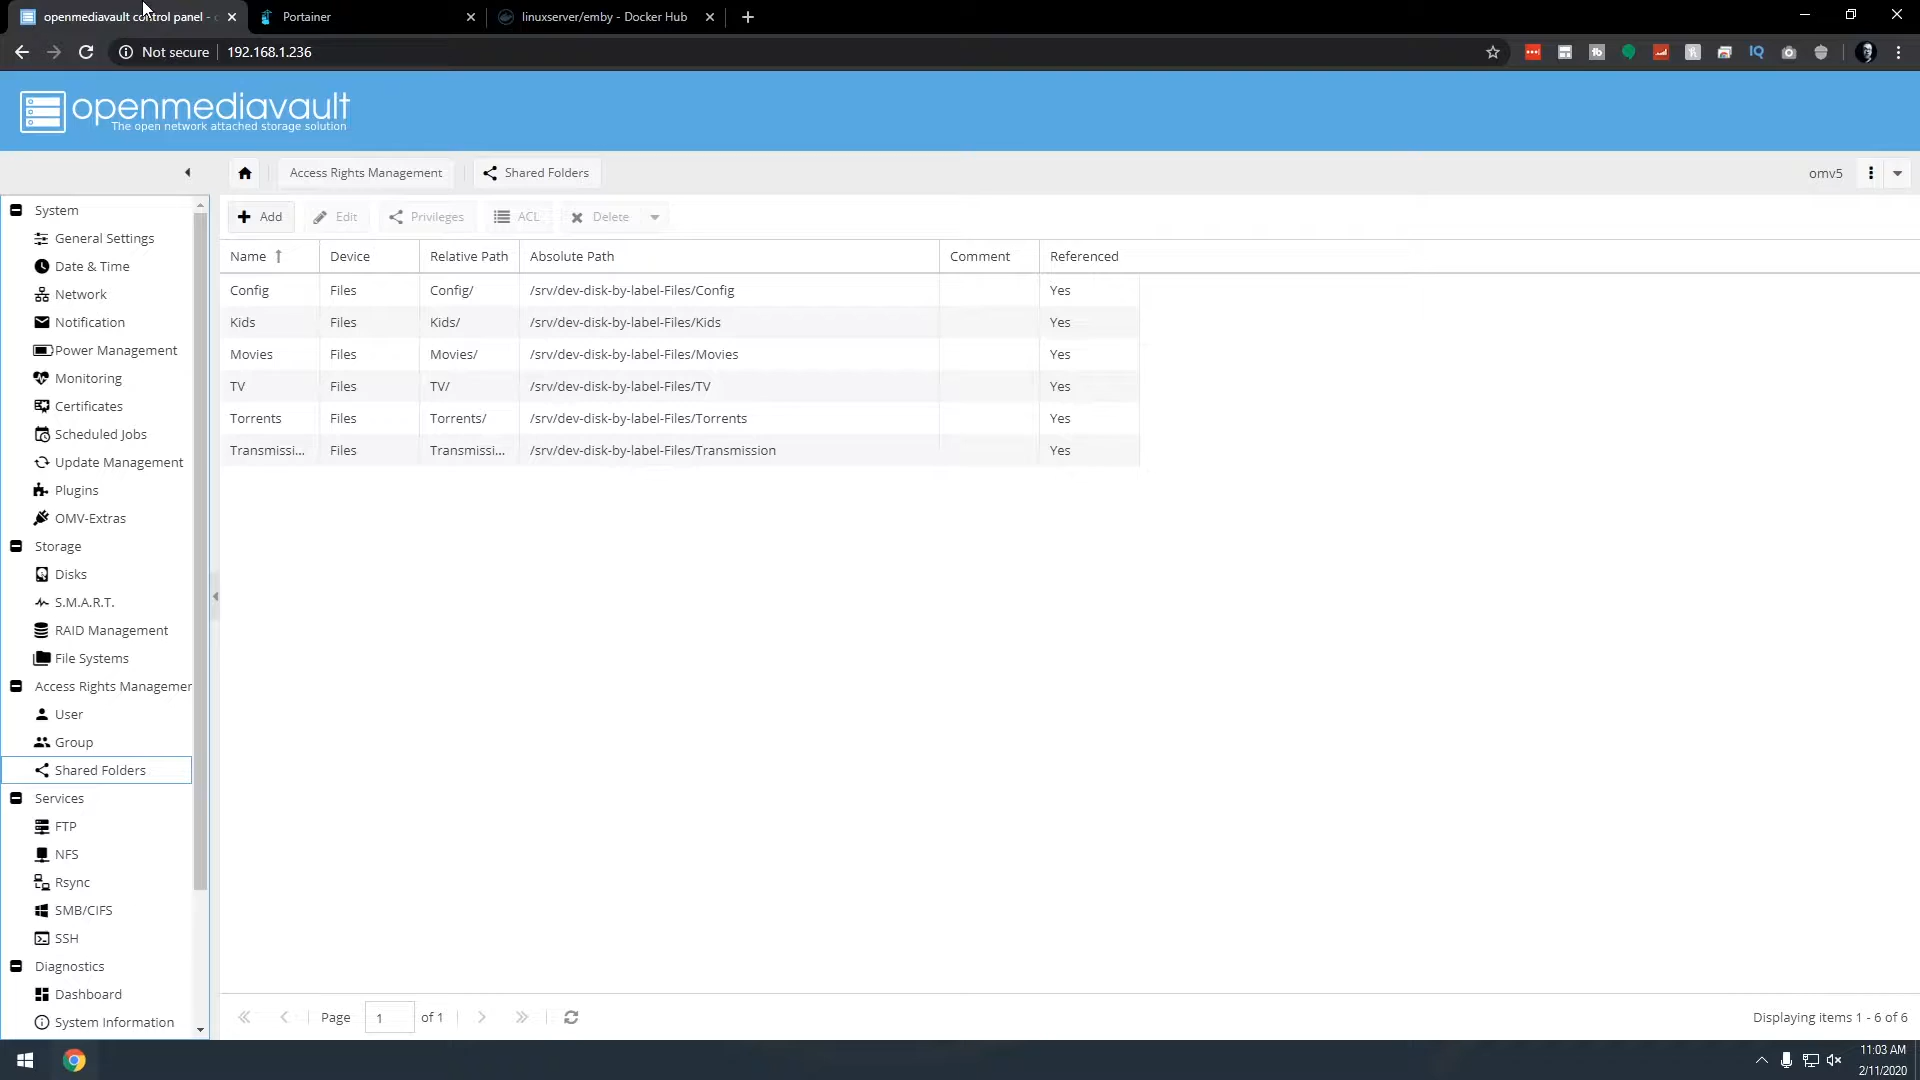 openmediavault control panel - 
Portainer
linuxserver/emby - Docker Hub
Not secure
192.168.1.236
openmediavault
The open network attached storage solution
Access Rights Management
Shared Folders
omv5
System
General Settings
Date & Time
Network
Notification
Power Management
Monitoring
Certificates
Scheduled Jobs
Update Management
Plugins
OMV-Extras
Storage
Disks
S.M.A.R.T.
RAID Management
File Systems
Access Rights Managemen
User
Group
Shared Folders
Services
FTP
NFS
Rsync
SMB/CIFS
SSH
Diagnostics
Dashboard
System Information
Add Edit Privileges ACL Delete
Name Device Relative Path Absolute Path Comment Referenced
Config Files Config/ /srv/dev-disk-by-label-Files/Config Yes
Kids Files Kids/ /srv/dev-disk-by-label-Files/Kids Yes
Movies Files Movies/ /srv/dev-disk-by-label-Files/Movies Yes
TV Files TV/ /srv/dev-disk-by-label-Files/TV Yes
Torrents Files Torrents/ /srv/dev-disk-by-label-Files/Torrents Yes
Transmissi... Files Transmissi... /srv/dev-disk-by-label-Files/Transmission Yes
Page 1 of 1
Displaying items 1 - 6 of 6
11:03 AM
2/11/2020